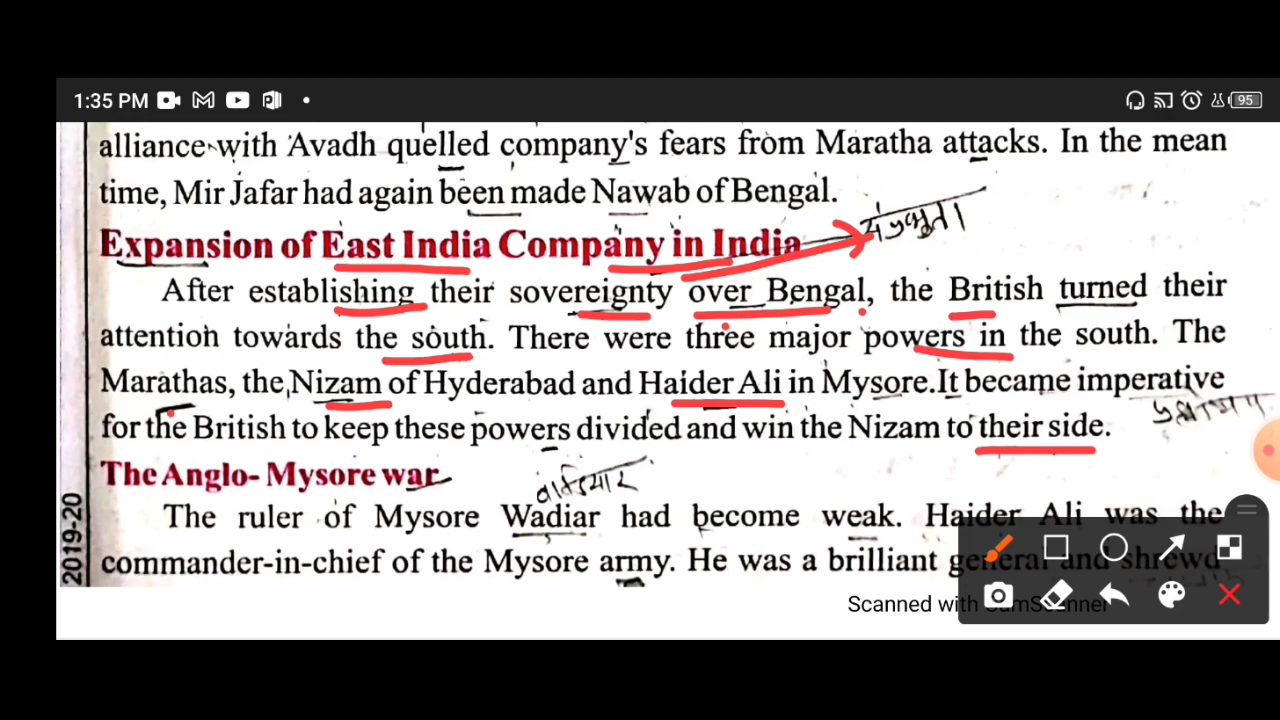 1:35 PM
95
alliance with Avadh quelled company's fears from Maratha attacks. In the mean
time, Mir Jafar had again been made Nawab of Bengal.
Expansion of East India Company in India
After establishing their sovereignty over Bengal, the British turned their
attention towards the south. There were three major powers in the south. The
Marathas, the Nizam of Hyderabad and Haider Ali in Mysore. It became imperative
for the British to keep these powers divided and win the Nizam to their side.
The Anglo- Mysore war
वाडियार
The ruler of Mysore Wadiar had become weak. Haider Ali was the
commander-in-chief of the Mysore army. He was a brilliant general and shrewd
2019-20
Scanned with CamScanner